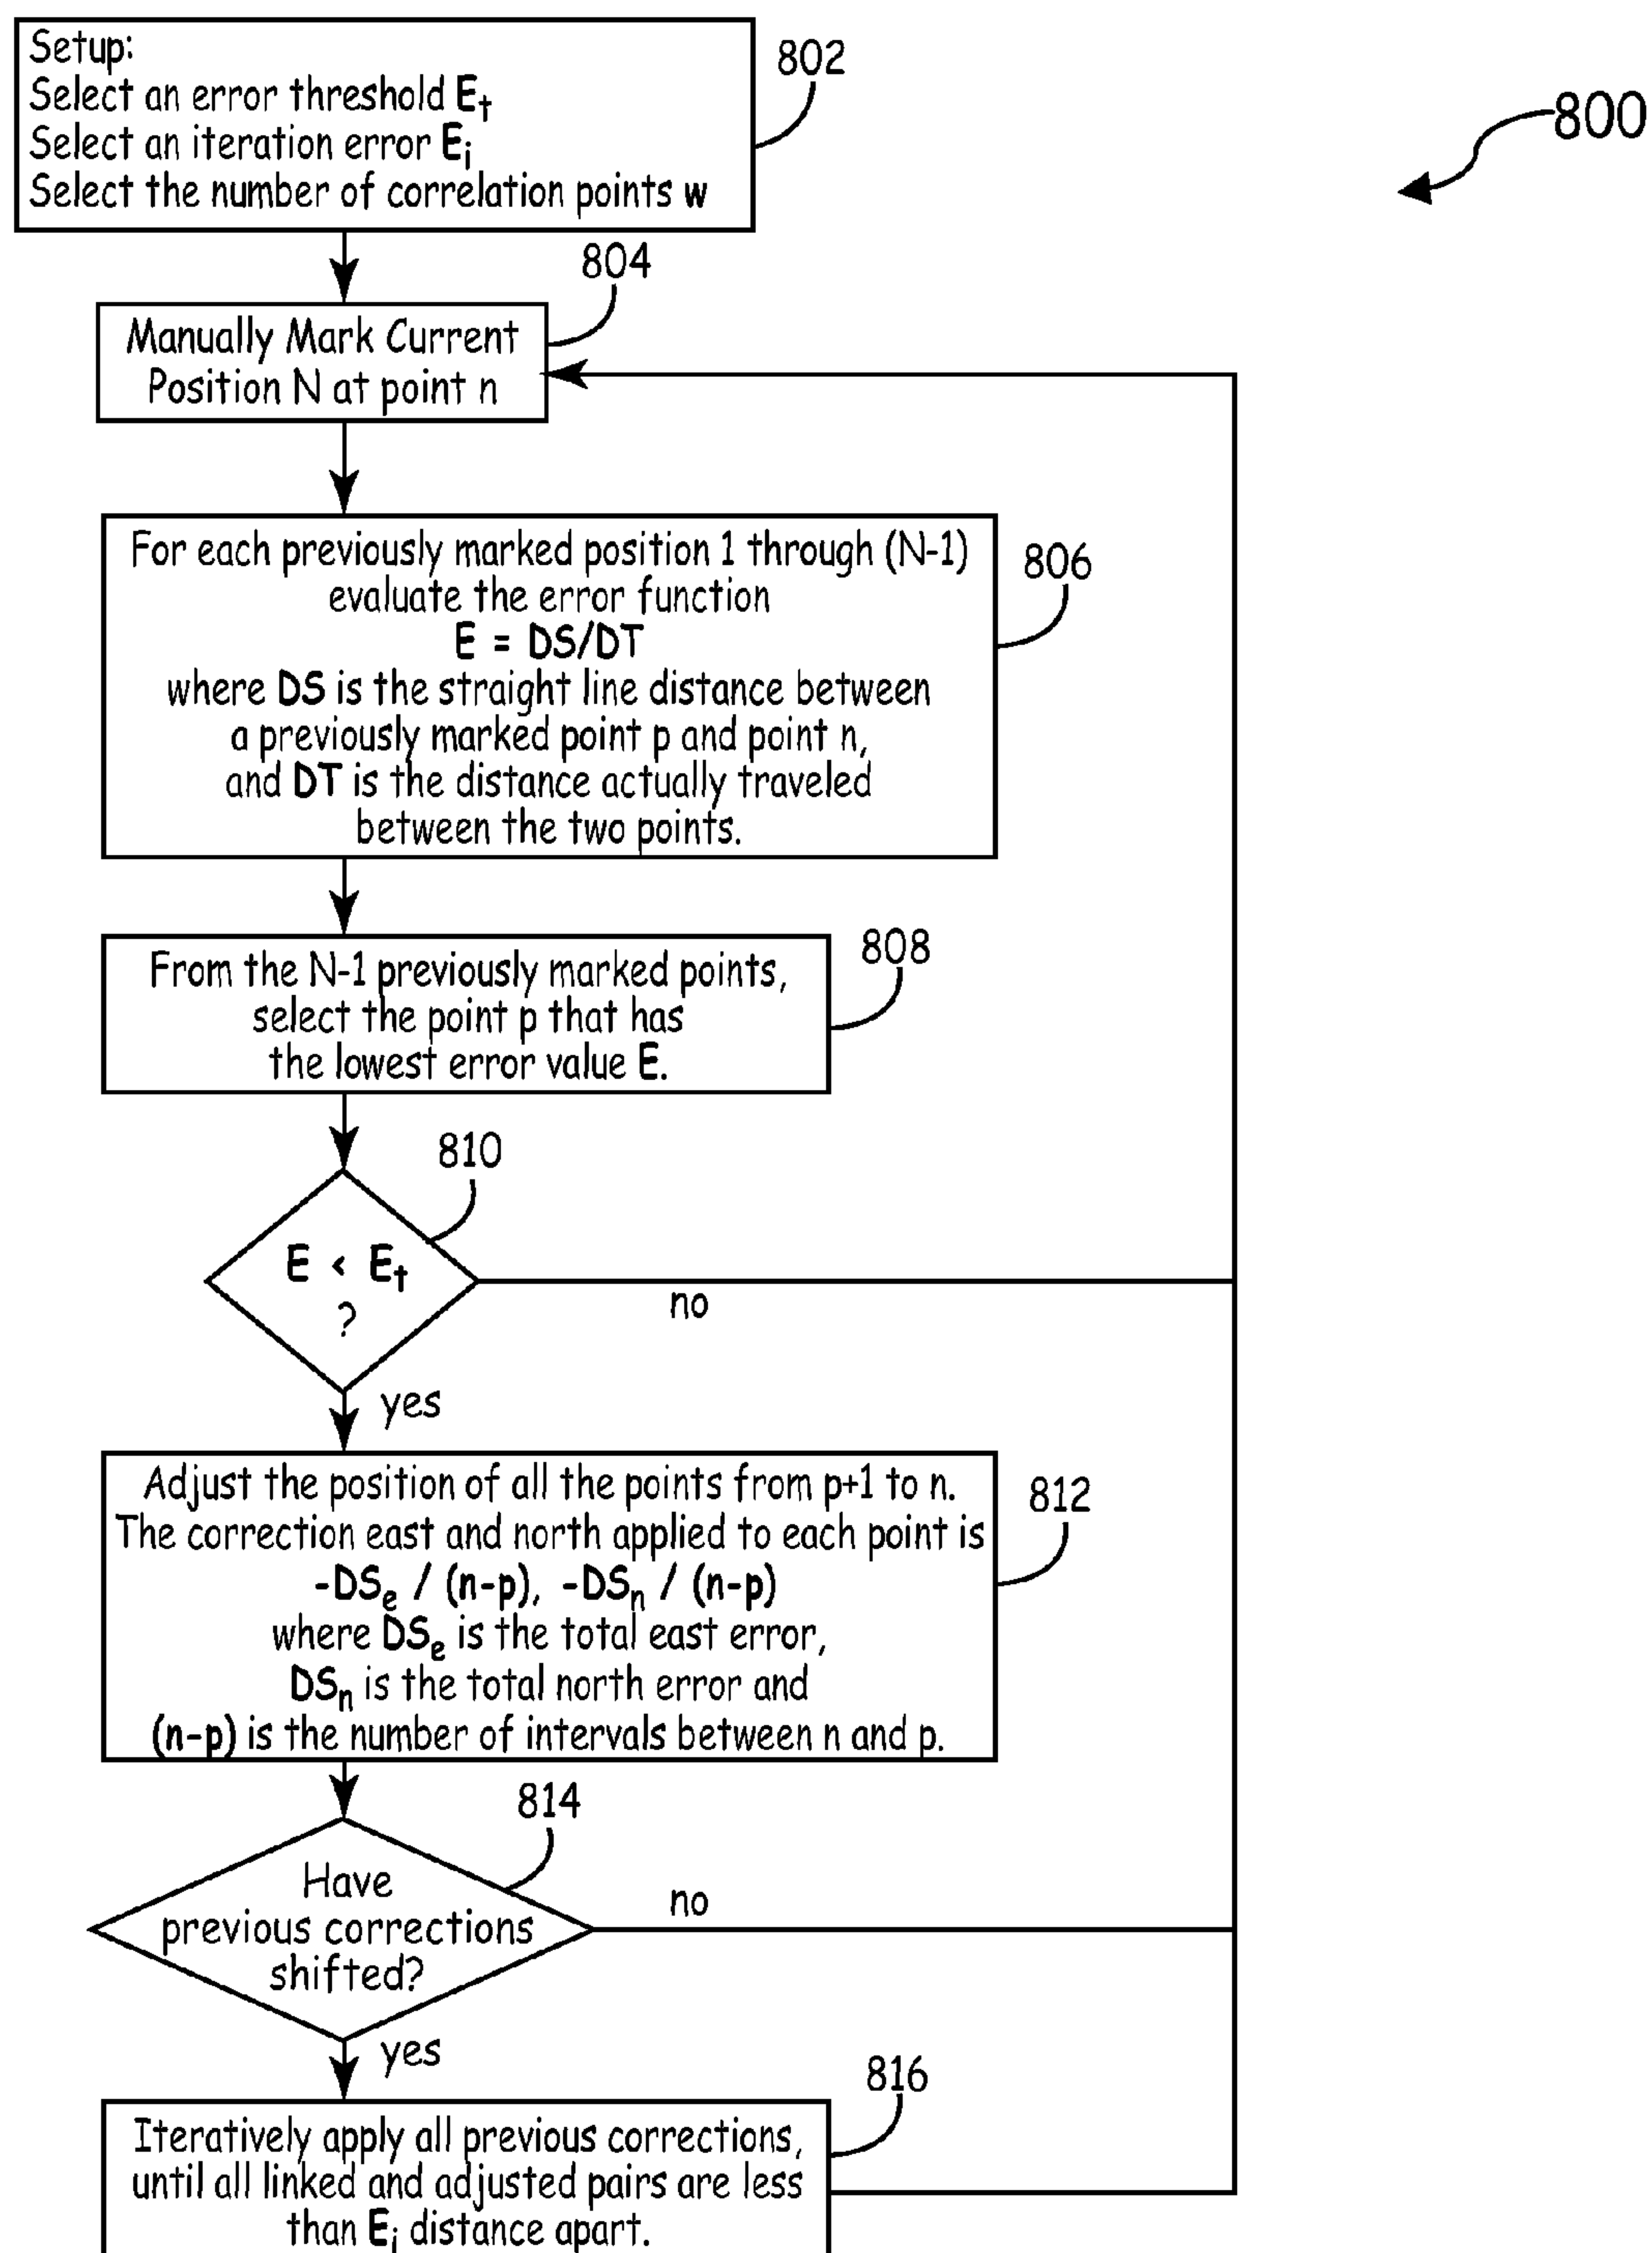 Setup:
Select an error threshold Et
Select an iteration error Ei
Select the number of correlation points w
802
800
804
Manually Mark Current
Position N at point n
For each previously marked position 1 through (N-1)
evaluate the error function
E = DS/DT
where DS is the straight line distance between
a previously marked point p and point n,
and DT is the distance actually traveled
between the two points.
806
From the N-1 previously marked points,
select the point p that has
the lowest error value E.
808
810
E < Et
?
no
yes
Adjust the position of all the points from p+1 to n.
The correction east and north applied to each point is
-DSe / (n-p), -DSn / (n-p)
where DSe is the total east error,
DSn is the total north error and
(n-p) is the number of intervals between n and p.
812
814
Have
previous corrections
shifted?
no
yes
816
Iteratively apply all previous corrections,
until all linked and adjusted pairs are less
than Ei distance apart.